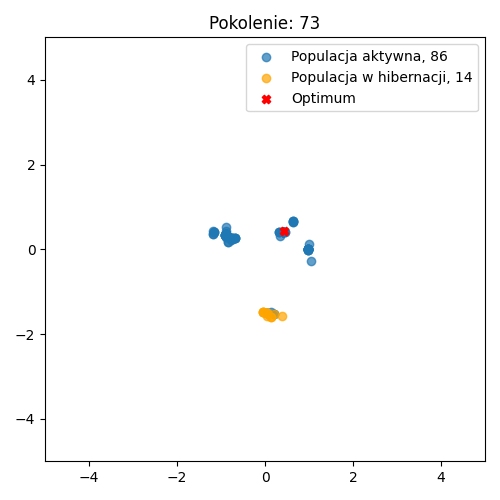 Pokolenie: 73
Populacja aktywna, 86
Populacja w hibernacji, 14
Optimum
4
2
0
−2
−4
−4
−2
0
2
4